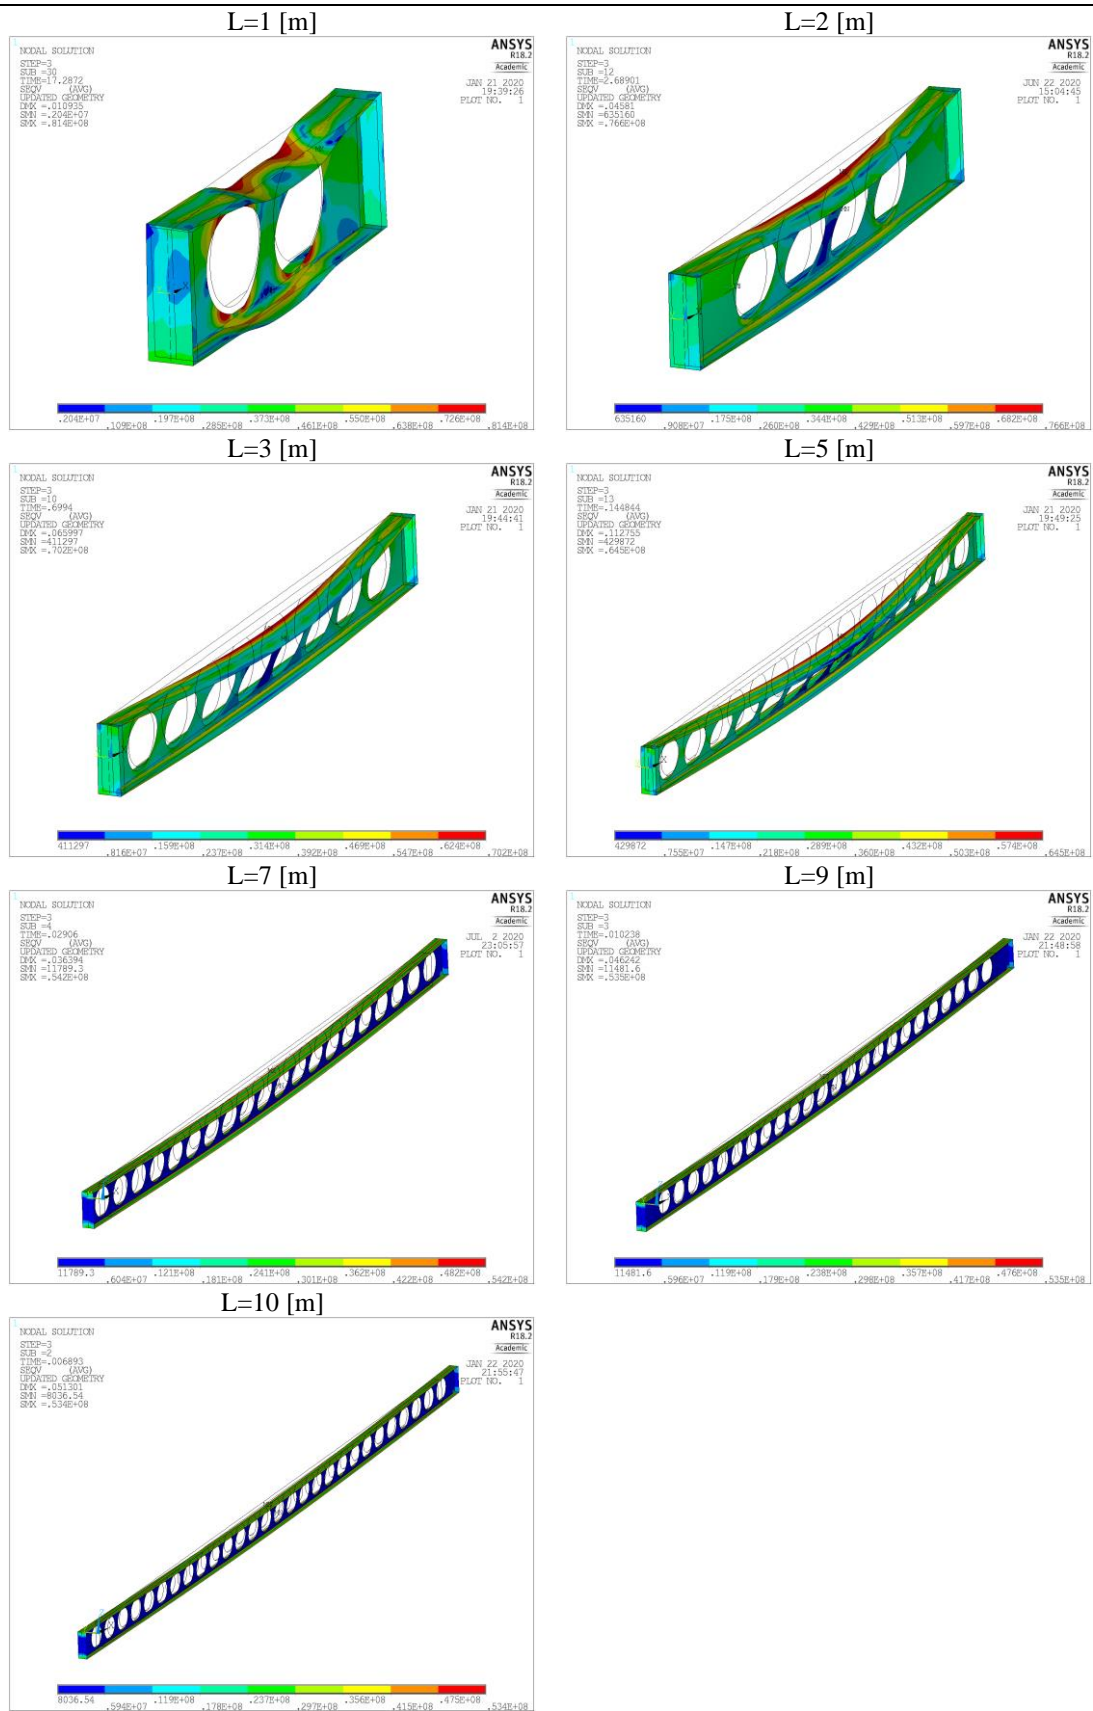 L=1 [m]
1
NODAL SOLUTION
STEP=3
SUB =30
TIME=17.2872
SEQV (AVG)
UPDATED GEOMETRY
DMX =.010935
SMN =.204E+07
SMX =.814E+08
ANSYS
R18.2
Academic
JAN 21 2020
19:39:26
PLOT NO. 1
X
.204E+07 .197E+08 .373E+08 .550E+08 .726E+08
.109E+08 .285E+08 .461E+08 .638E+08 .814E+08
L=2 [m]
1
NODAL SOLUTION
STEP=3
SUB =12
TIME=2.68901
SEQV (AVG)
UPDATED GEOMETRY
DMX =.04581
SMN =635160
SMX =.766E+08
ANSYS
R18.2
Academic
JUN 22 2020
15:04:45
PLOT NO. 1
635160 .175E+08 .344E+08 .513E+08 .682E+08
.908E+07 .260E+08 .429E+08 .597E+08 .766E+08
L=3 [m]
1
NODAL SOLUTION
STEP=3
SUB =10
TIME=.6994
SEQV (AVG)
UPDATED GEOMETRY
DMX =.065997
SMN =411297
SMX =.702E+08
ANSYS
R18.2
Academic
JAN 21 2020
19:44:41
PLOT NO. 1
411297 .159E+08 .314E+08 .469E+08 .624E+08
.816E+07 .237E+08 .392E+08 .547E+08 .702E+08
L=5 [m]
1
NODAL SOLUTION
STEP=3
SUB =13
TIME=.144844
SEQV (AVG)
UPDATED GEOMETRY
DMX =.112755
SMN =429872
SMX =.645E+08
ANSYS
R18.2
Academic
JAN 21 2020
19:49:25
PLOT NO. 1
X
429872 .147E+08 .289E+08 .432E+08 .574E+08
.755E+07 .218E+08 .360E+08 .503E+08 .645E+08
L=7 [m]
1
NODAL SOLUTION
STEP=3
SUB =4
TIME=.02906
SEQV (AVG)
UPDATED GEOMETRY
DMX =.036394
SMN =11789.3
SMX =.542E+08
ANSYS
R18.2
Academic
JUL 2 2020
23:05:57
PLOT NO. 1
X
11789.3 .121E+08 .241E+08 .362E+08 .482E+08
.604E+07 .181E+08 .301E+08 .422E+08 .542E+08
L=9 [m]
1
NODAL SOLUTION
STEP=3
SUB =3
TIME=.010238
SEQV (AVG)
UPDATED GEOMETRY
DMX =.046242
SMN =11481.6
SMX =.535E+08
ANSYS
R18.2
Academic
JAN 22 2020
21:48:58
PLOT NO. 1
11481.6 .119E+08 .238E+08 .357E+08 .476E+08
.596E+07 .179E+08 .298E+08 .417E+08 .535E+08
L=10 [m]
1
NODAL SOLUTION
STEP=3
SUB =2
TIME=.006893
SEQV (AVG)
UPDATED GEOMETRY
DMX =.051301
SMN =8036.54
SMX =.534E+08
ANSYS
R18.2
Academic
JAN 22 2020
21:55:47
PLOT NO. 1
8036.54 .119E+08 .237E+08 .356E+08 .475E+08
.594E+07 .178E+08 .297E+08 .415E+08 .534E+08